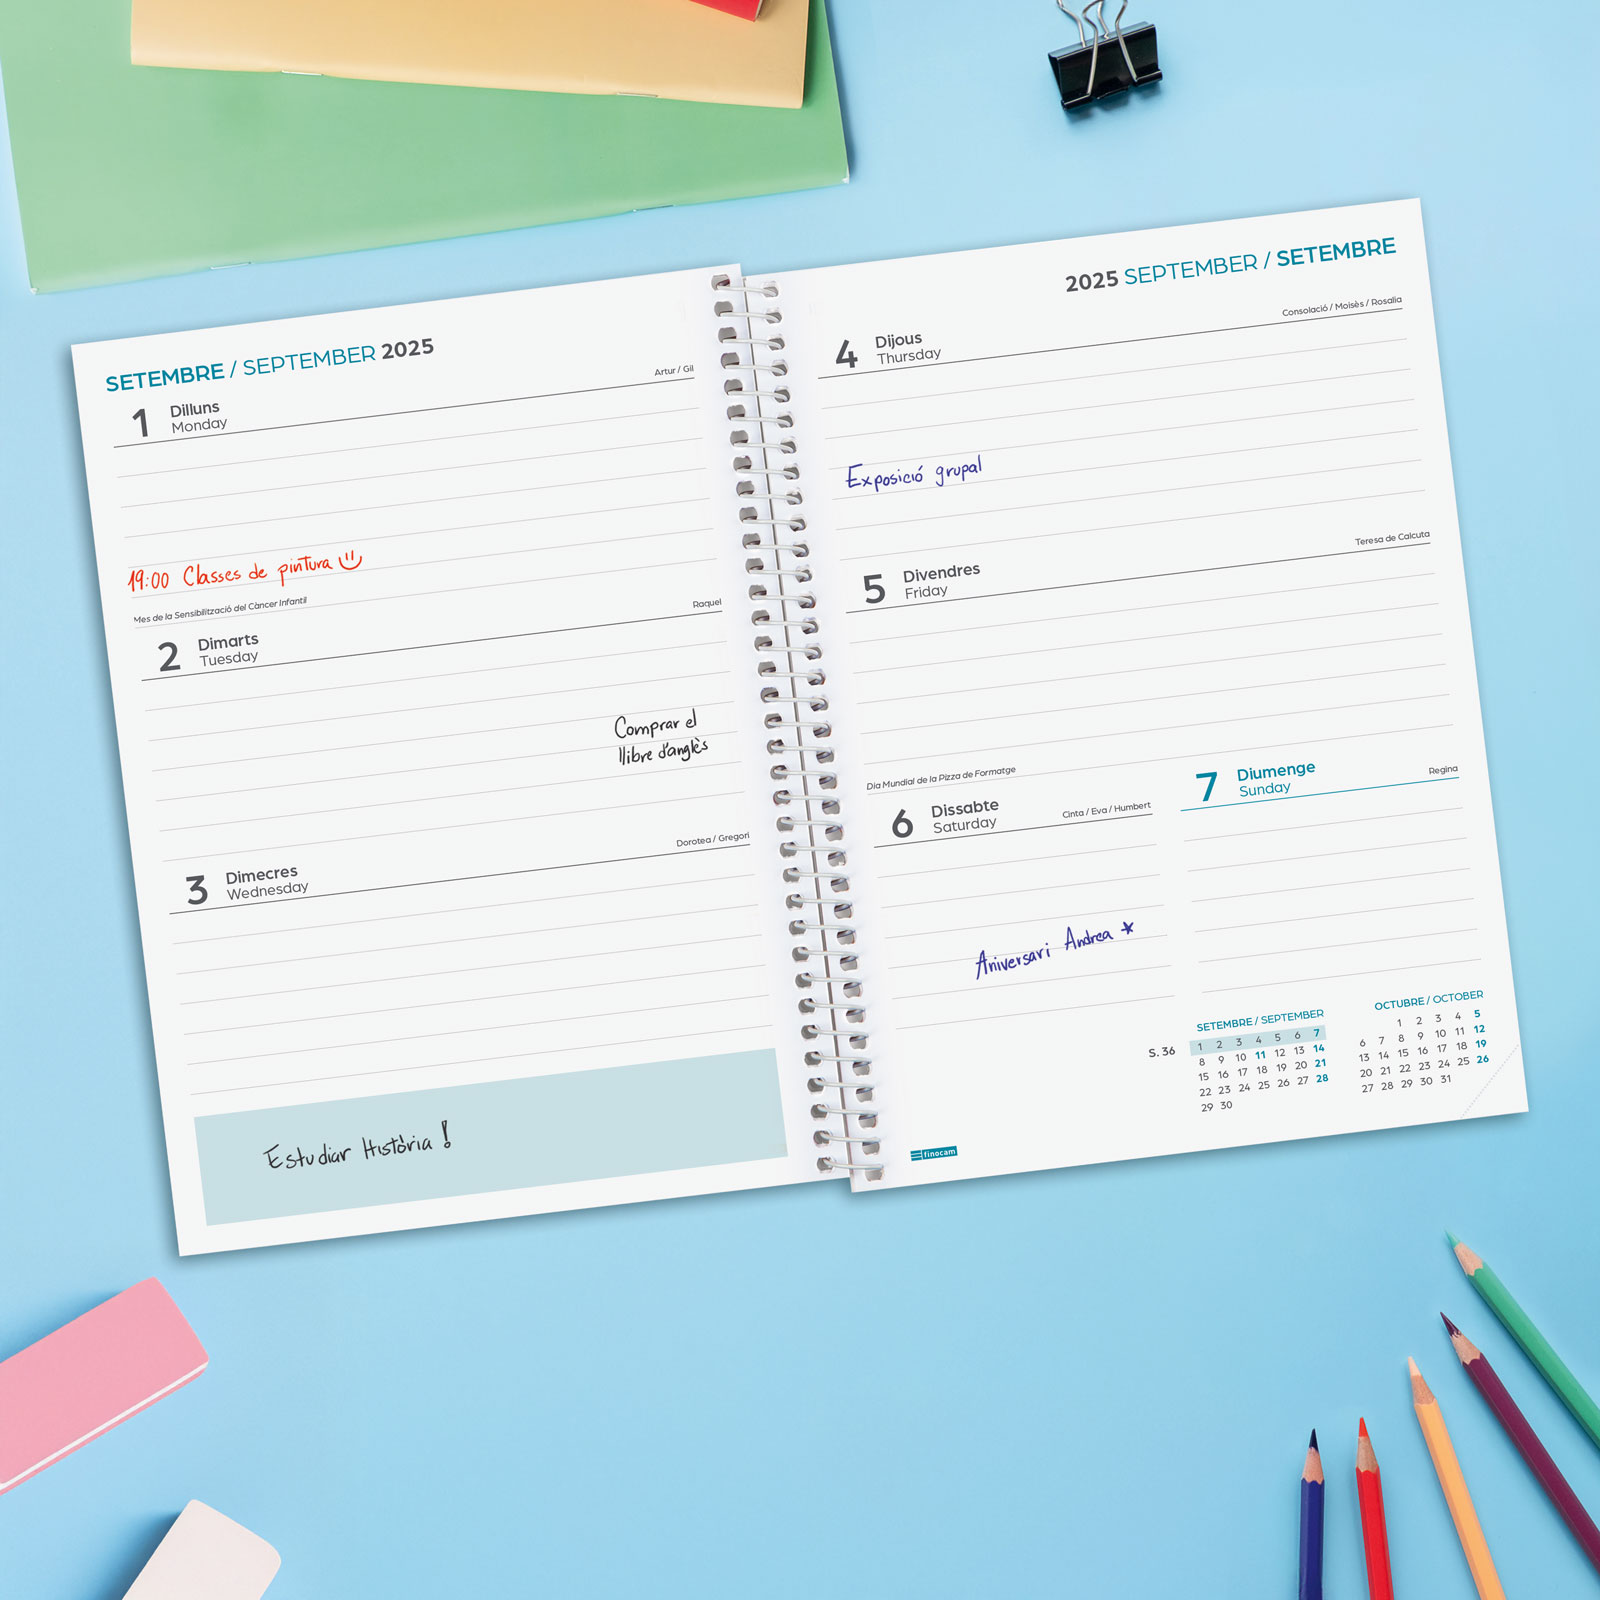 SETEMBRE / SEPTEMBER 2025
1 Dilluns
Monday
Artur / Gil
19:00 Classes de pintura
Mes de la Sensibilització del Càncer Infantil
2 Dimarts
Tuesday
Raquel
Comprar el
llibre d'anglès
3 Dimecres
Wednesday
Dorotea / Gregori
Estudiar Història!
2025 SEPTEMBER / SETEMBRE
4 Dijous
Thursday
Consolació / Moisès / Rosalia
Exposició grupal
5 Divendres
Friday
Teresa de Calcuta
Dia Mundial de la Pizza de Formatge
6 Dissabte
Saturday
Cinta / Eva / Humbert
Aniversari Andrea
7 Diumenge
Sunday
Regina
S. 36
SETEMBRE / SEPTEMBER
1 2 3 4 5 6 7
8 9 10 11 12 13 14
15 16 17 18 19 20 21
22 23 24 25 26 27 28
29 30
OCTUBRE / OCTOBER
1 2 3 4 5
6 7 8 9 10 11 12
13 14 15 16 17 18 19
20 21 22 23 24 25 26
27 28 29 30 31
finocam